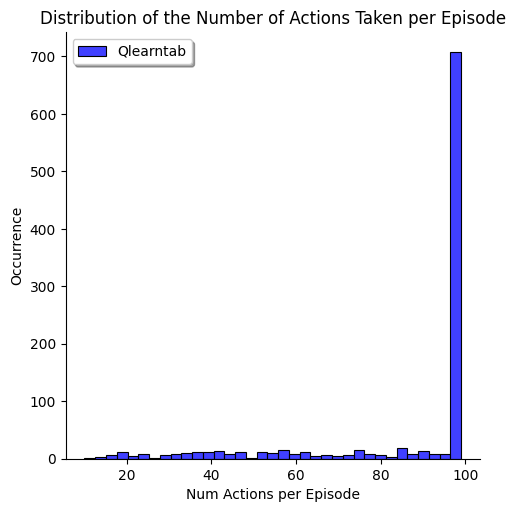 Distribution of the Number of Actions Taken per Episode
Qlearntab
700
600
500
400
300
200
100
0
Occurrence
20 40 60 80 100
Num Actions per Episode